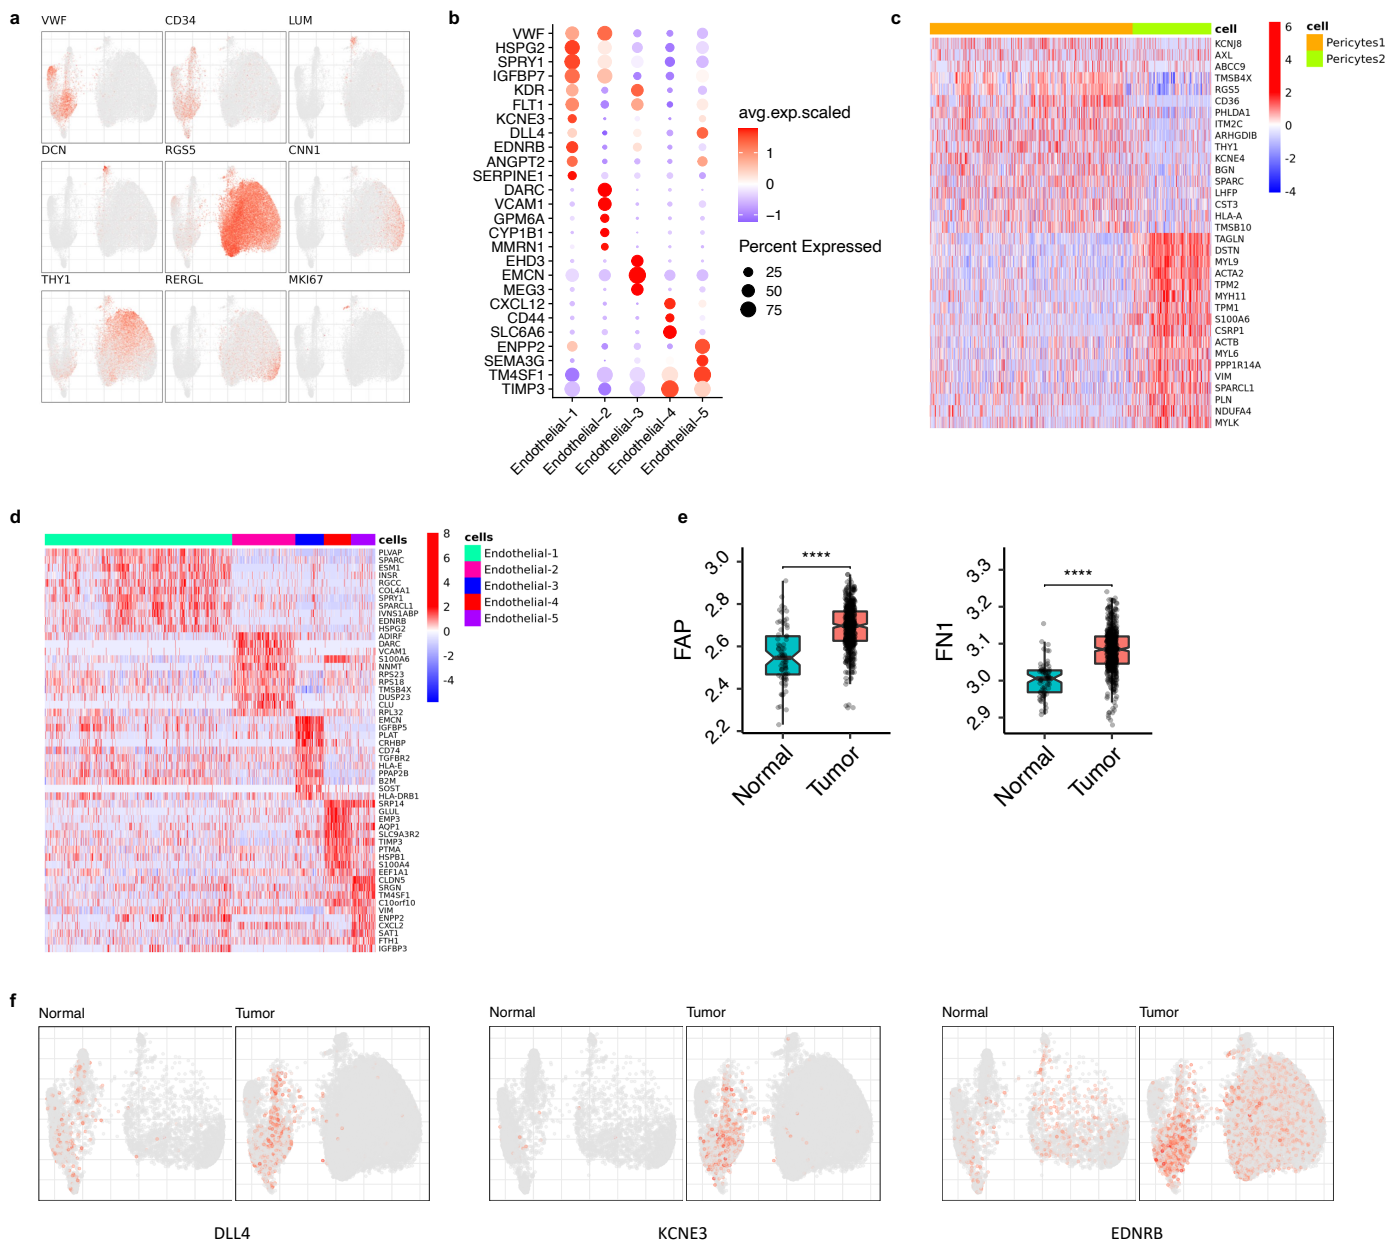 a
VWF CD34 LUM
DCN RGS5 CNN1
THY1 RERGL MKI67
b
VWF
HSPG2
SPRY1
IGFBP7
KDR
FLT1
KCNE3
DLL4
EDNRB
ANGPT2
SERPINE1
DARC
VCAM1
GPM6A
CYP1B1
MMRN1
EHD3
EMCN
MEG3
CXCL12
CD44
SLC6A6
ENPP2
SEMA3G
TM4SF1
TIMP3
Endothelial-1
Endothelial-2
Endothelial-3
Endothelial-4
Endothelial-5
avg.exp.scaled
1
0
−1
Percent Expressed
25
50
75
c
cell
KCNJ8
AXL
ABCC9
TMSB4X
RGS5
CD36
PHLDA1
ITM2C
ARHGDIB
THY1
KCNE4
BGN
SPARC
LHFP
CST3
HLA-A
TMSB10
TAGLN
DSTN
MYL9
ACTA2
TPM2
MYH11
TPM1
S100A6
CSRP1
ACTB
MYL6
PPP1R14A
VIM
SPARCL1
PLN
NDUFA4
MYLK
6
4
2
0
-2
-4
cell
Pericytes1
Pericytes2
d
cells
PLVAP
SPARC
ESM1
INSR
RGCC
COL4A1
SPRY1
SPARCL1
IVNS1ABP
EDNRB
HSPG2
ADIRF
DARC
VCAM1
S100A6
NNMT
RPS23
RPS18
TMSB4X
DUSP23
CLU
RPL32
EMCN
IGFBP5
PLAT
CRHBP
CD74
TGFBR2
HLA-E
PPAP2B
B2M
SOST
HLA-DRB1
SRP14
GLUL
EMP3
AQP1
SLC9A3R2
TIMP3
PTMA
HSPB1
S100A4
EEF1A1
CLDN5
SRGN
TM4SF1
C10orf10
VIM
ENPP2
CXCL2
SAT1
FTH1
IGFBP3
8
6
4
2
0
-2
-4
cells
Endothelial-1
Endothelial-2
Endothelial-3
Endothelial-4
Endothelial-5
e
FAP
3.0
2.8
2.6
2.4
2.2
****
Normal
Tumor
FN1
3.3
3.2
3.1
3.0
2.9
****
Normal
Tumor
f
Normal Tumor Normal Tumor Normal Tumor
DLL4 KCNE3 EDNRB